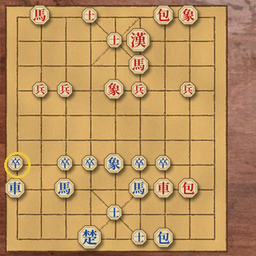 馬 士 包 象
士 漢
馬
兵 兵 象 兵 兵
卒 卒 卒 象 卒 卒
車 馬 馬 車 包
士
楚 士 包